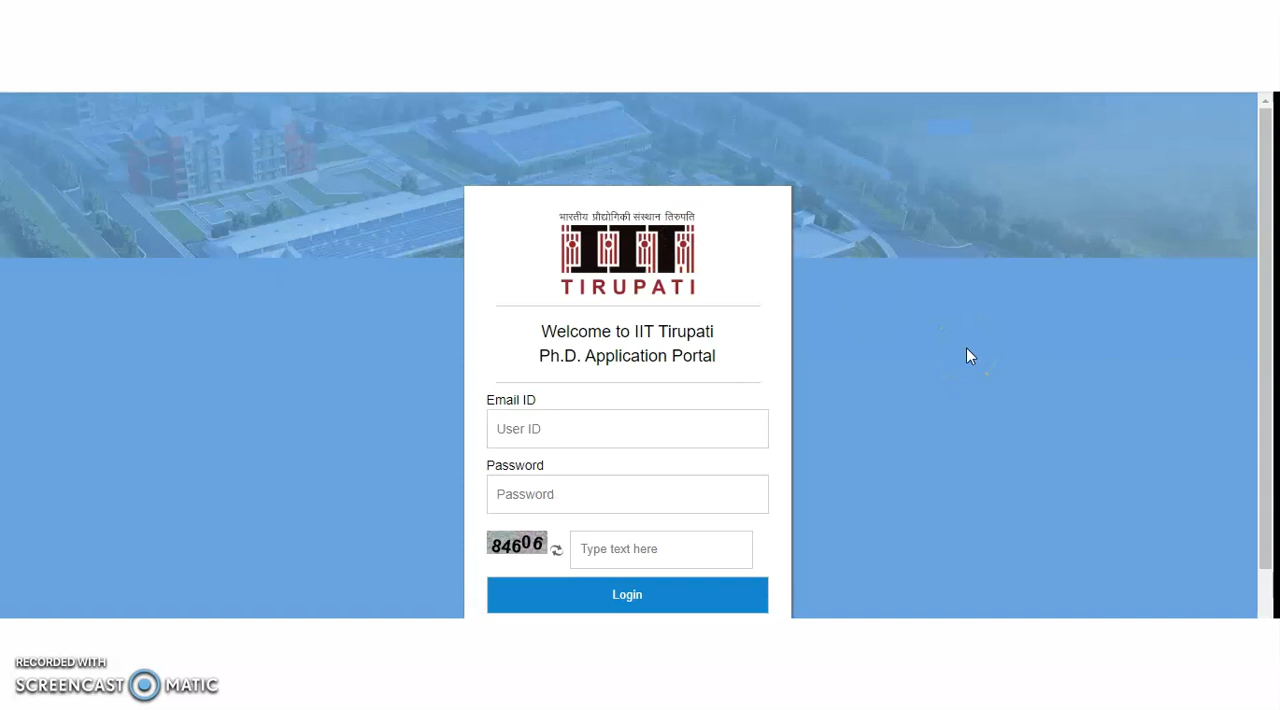 भारतीय प्रौद्योगिकी संस्थान तिरुपति
IIT
TIRUPATI
Welcome to IIT Tirupati
Ph.D. Application Portal
Email ID
User ID
Password
Password
84606
Type text here
Login
RECORDED WITH
SCREENCAST MATIC